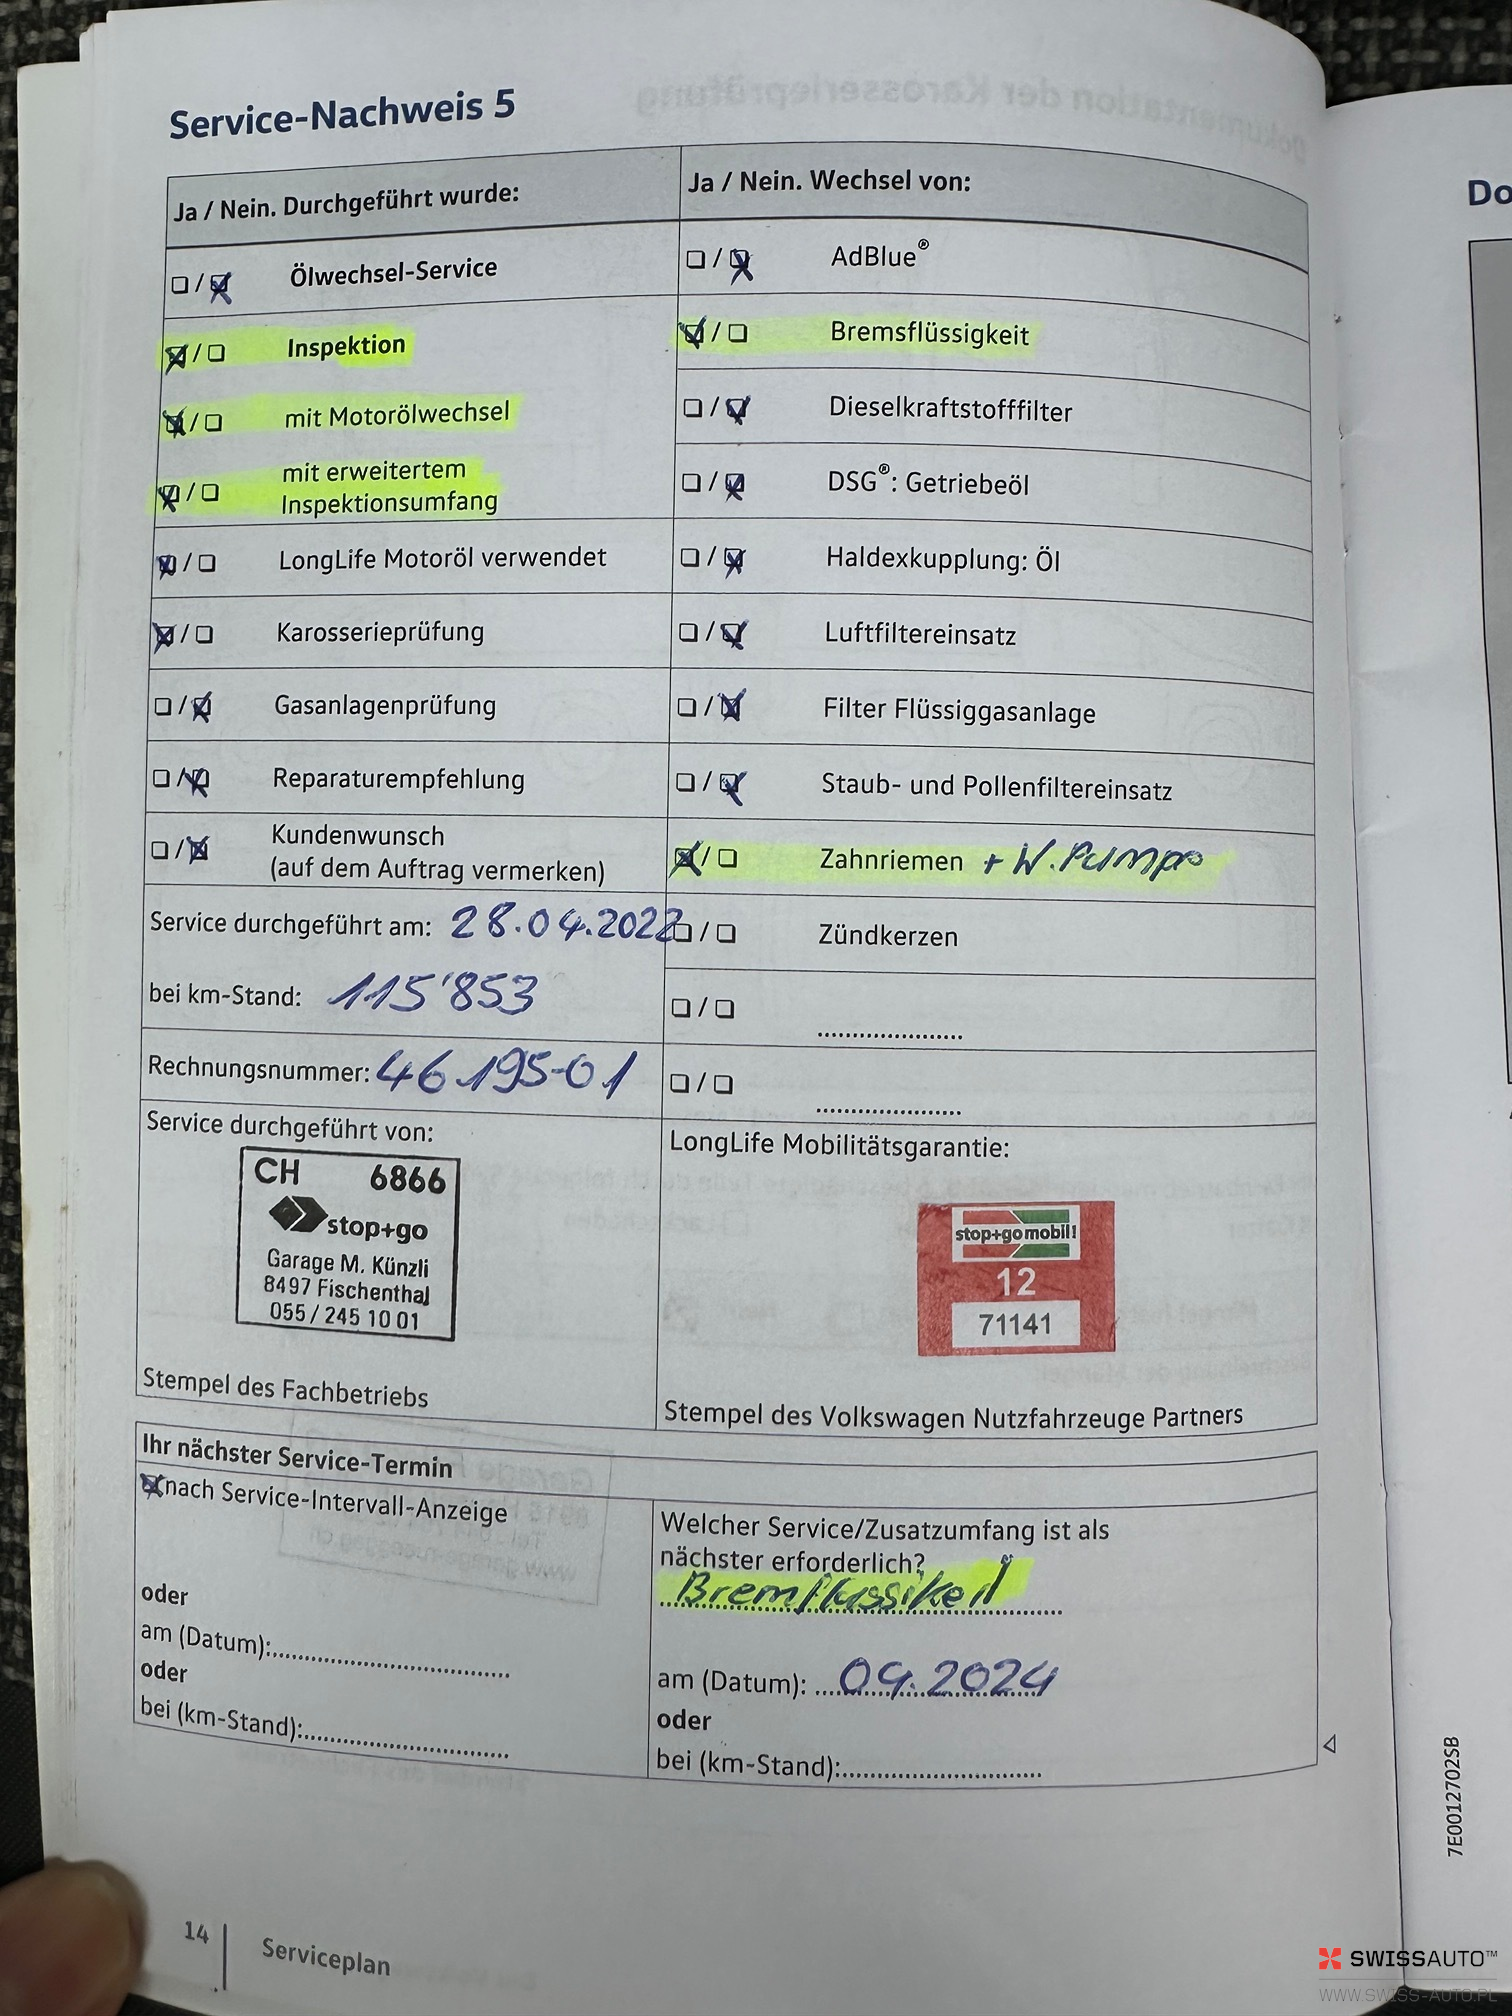 Service-Nachweis 5
Ja / Nein. Durchgeführt wurde:
Ölwechsel-Service
Inspektion
mit Motorölwechsel
mit erweitertem
Inspektionsumfang
LongLife Motoröl verwendet
Karosserieprüfung
Gasanlagenprüfung
Reparaturempfehlung
Kundenwunsch
(auf dem Auftrag vermerken)
Service durchgeführt am: 28.04.2022
bei km-Stand: 115'853
Rechnungsnummer: 46195-01
Service durchgeführt von:
CH 6866
stop+go
Garage M. Künzli
8497 Fischenthal
055 / 245 10 01
Stempel des Fachbetriebs
Ja / Nein. Wechsel von:
AdBlue®
Bremsflüssigkeit
Dieselkraftstofffilter
DSG®: Getriebeöl
Haldexkupplung: Öl
Luftfiltereinsatz
Filter Flüssiggasanlage
Staub- und Pollenfiltereinsatz
Zahnriemen + W.Pumpe
Zündkerzen
LongLife Mobilitätsgarantie:
stop+go mobil!
12
71141
Stempel des Volkswagen Nutzfahrzeuge Partners
Ihr nächster Service-Termin
nach Service-Intervall-Anzeige
oder
am (Datum):
oder
bei (km-Stand):
Welcher Service/Zusatzumfang ist als
nächster erforderlich?
Bremflüssikeit
am (Datum): 09.2024
oder
bei (km-Stand):
14
Serviceplan
Do
7E0012702SB
SWISSAUTO™
WWW.SWISS-AUTO.PL